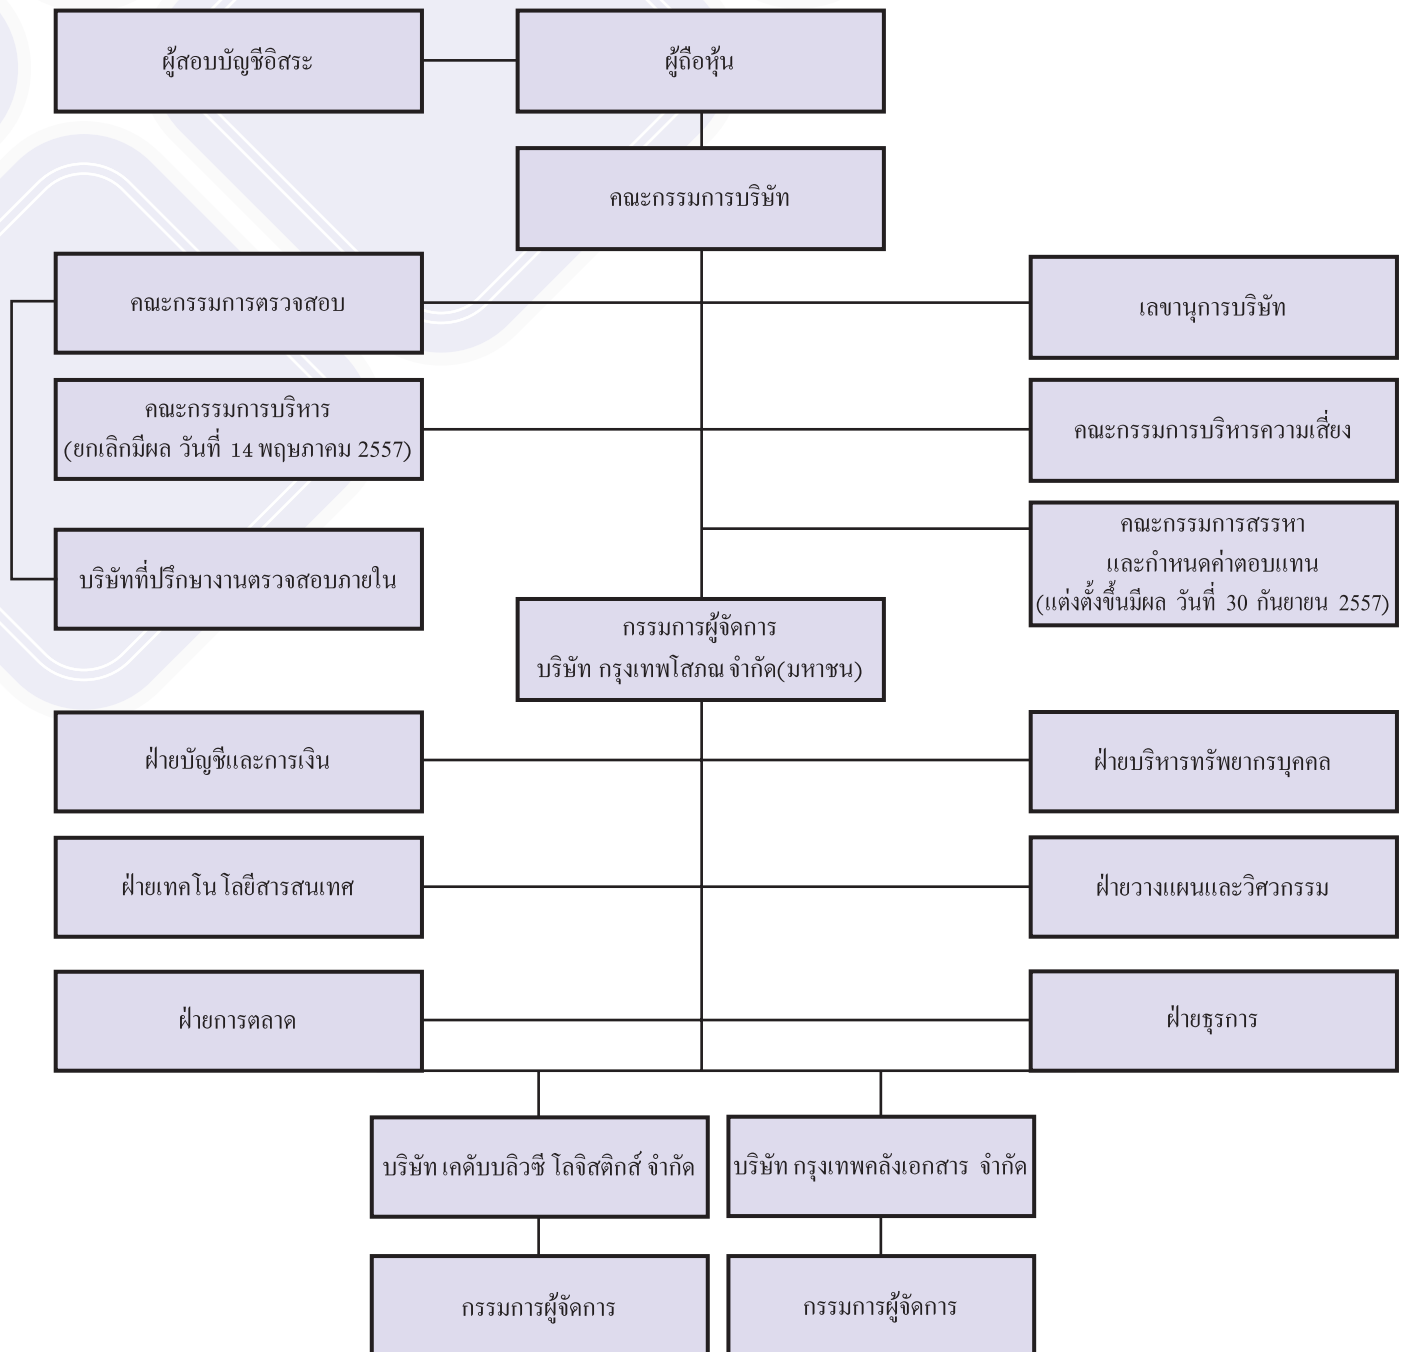 ผู้สอบบัญชีอิสระ
ผู้ถือหุ้น
คณะกรรมการบริษัท
คณะกรรมการตรวจสอบ
เลขานุการบริษัท
คณะกรรมการบริหาร
(ยกเลิกมีผล วันที่ 14 พฤษภาคม 2557)
คณะกรรมการบริหารความเสี่ยง
คณะกรรมการสรรหา
และกำหนดค่าตอบแทน
(แต่งตั้งขึ้นมีผล วันที่ 30 กันยายน 2557)
บริษัทที่ปรึกษางานตรวจสอบภายใน
กรรมการผู้จัดการ
บริษัท กรุงเทพโสภณ จำกัด(มหาชน)
ฝ่ายบัญชีและการเงิน
ฝ่ายบริหารทรัพยากรบุคคล
ฝ่ายเทคโนโลยีสารสนเทศ
ฝ่ายวางแผนและวิศวกรรม
ฝ่ายการตลาด
ฝ่ายธุรการ
บริษัท เคดับบลิวซี โลจิสติกส์ จำกัด
บริษัท กรุงเทพคลังเอกสาร จำกัด
กรรมการผู้จัดการ
กรรมการผู้จัดการ